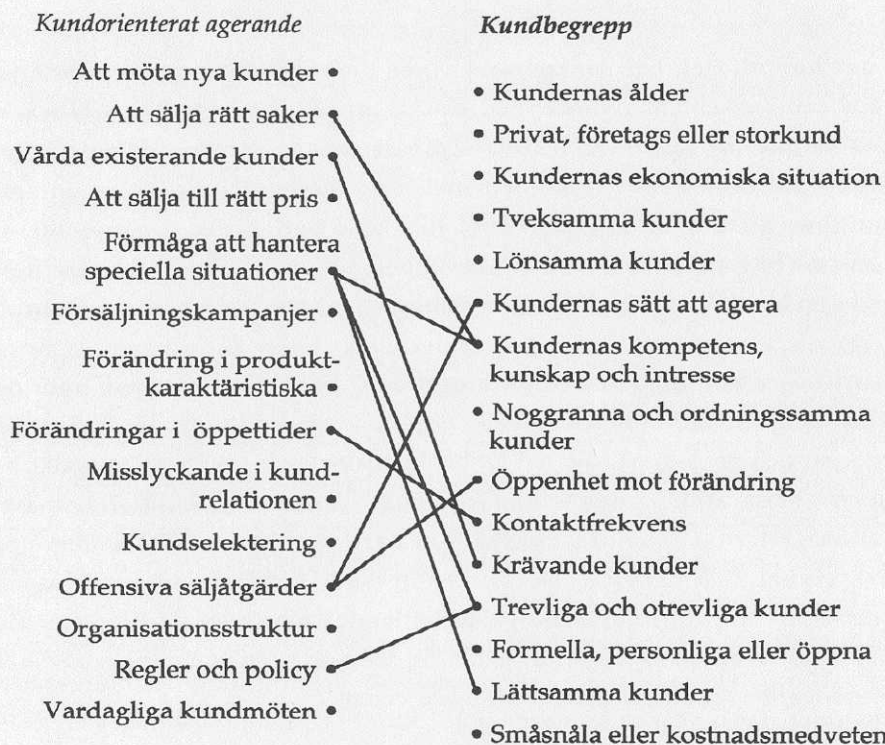 Kundorienterat agerande
Att möta nya kunder •
Att sälja rätt saker •
Vårda existerande kunder •
Att sälja till rätt pris •
Förmåga att hantera
speciella situationer •
Försäljningskampanjer •
Förändring i produkt-
karaktäristiska •
Förändringar i öppettider •
Misslyckande i kund-
relationen •
Kundselektering •
Offensiva säljåtgärder •
Organisationsstruktur •
Regler och policy •
Vardagliga kundmöten •
Kundbegrepp
• Kundernas ålder
• Privat, företags eller storkund
• Kundernas ekonomiska situation
• Tveksamma kunder
• Lönsamma kunder
• Kundernas sätt att agera
• Kundernas kompetens,
kunskap och intresse
• Noggranna och ordningssamma
kunder
• Öppenhet mot förändring
• Kontaktfrekvens
• Krävande kunder
• Trevliga och otrevliga kunder
• Formella, personliga eller öppna
• Lättsamma kunder
• Småsnåla eller kostnadsmedveten